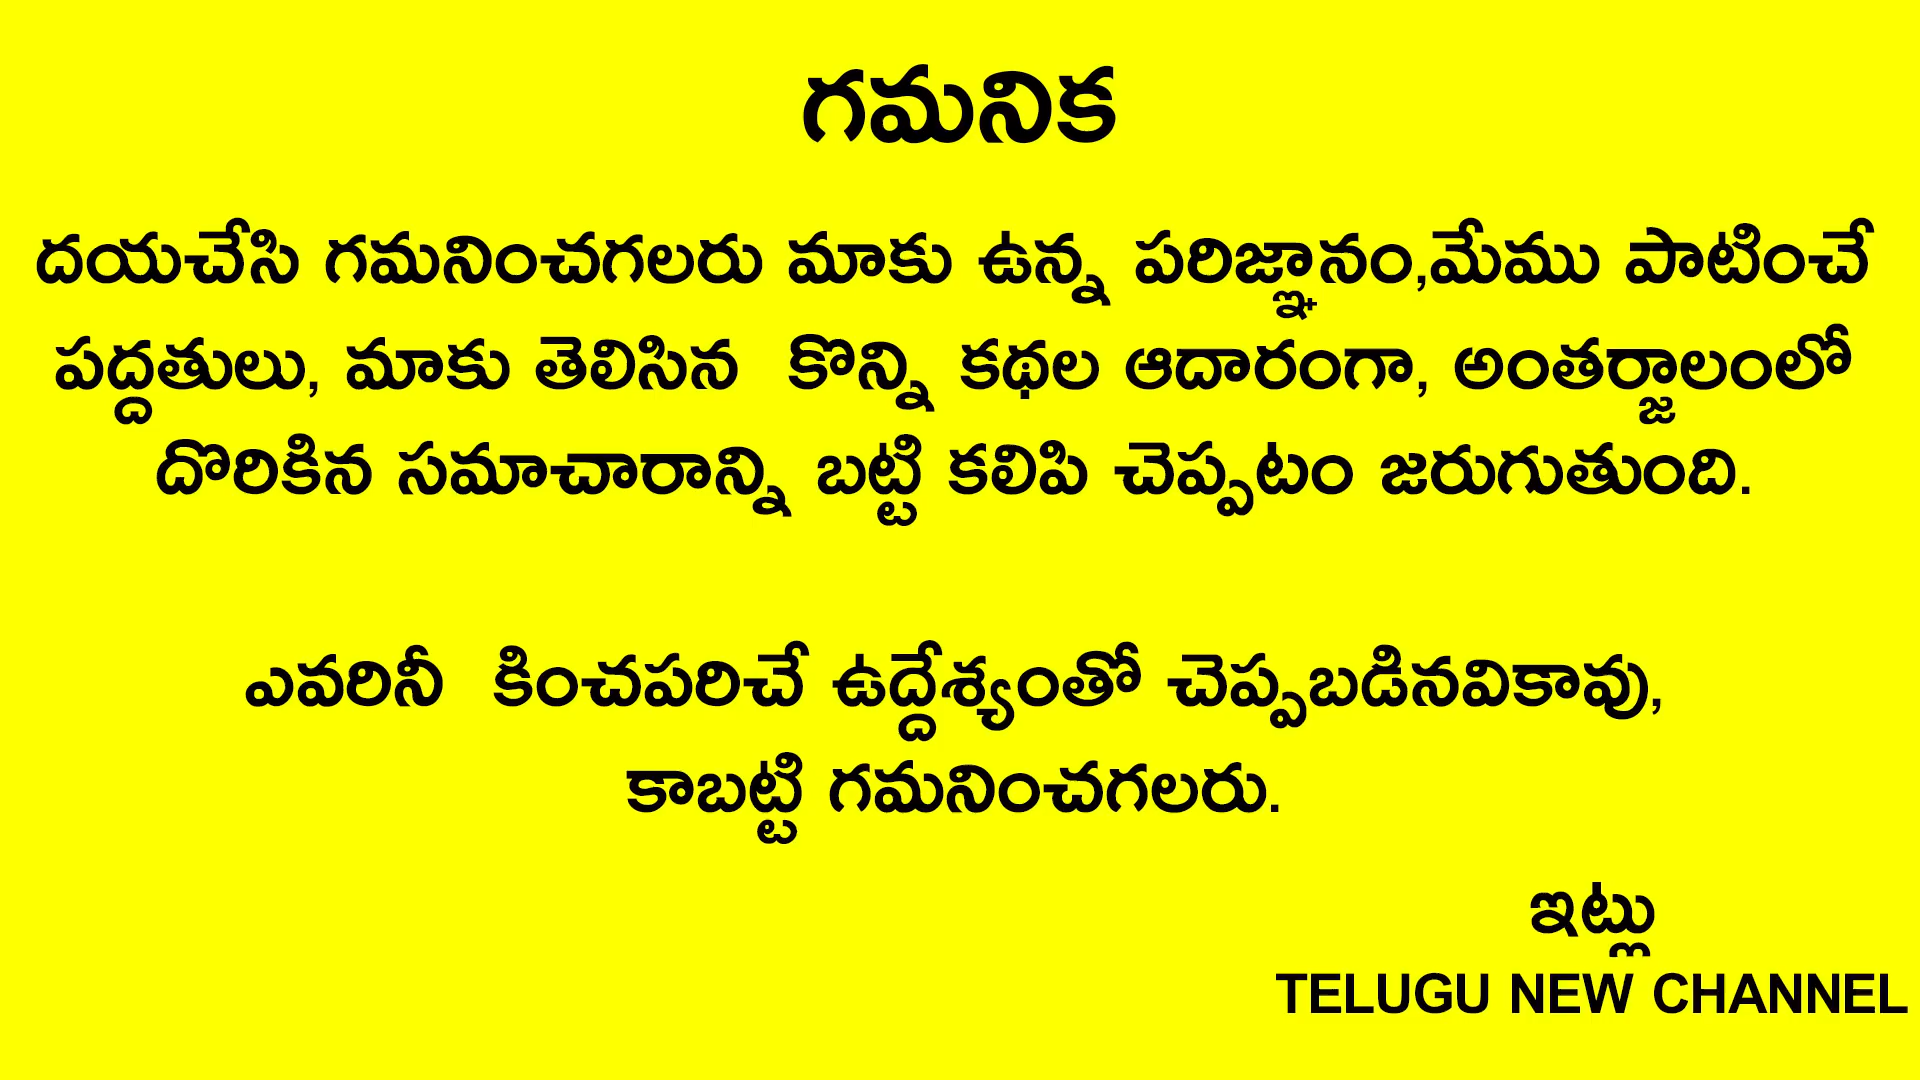 గమనిక
దయచేసి గమనించగలరు మాకు ఉన్న పరిజ్ఞానం,మేము పాటించే
పద్దతులు, మాకు తెలిసిన కొన్ని కథల ఆదారంగా, అంతర్జాలంలో
దొరికిన సమాచారాన్ని బట్టి కలిపి చెప్పటం జరుగుతుంది.
ఎవరినీ కించపరిచే ఉద్దేశ్యంతో చెప్పబడినవికావు,
కాబట్టి గమనించగలరు.
ఇట్లు
TELUGU NEW CHANNEL